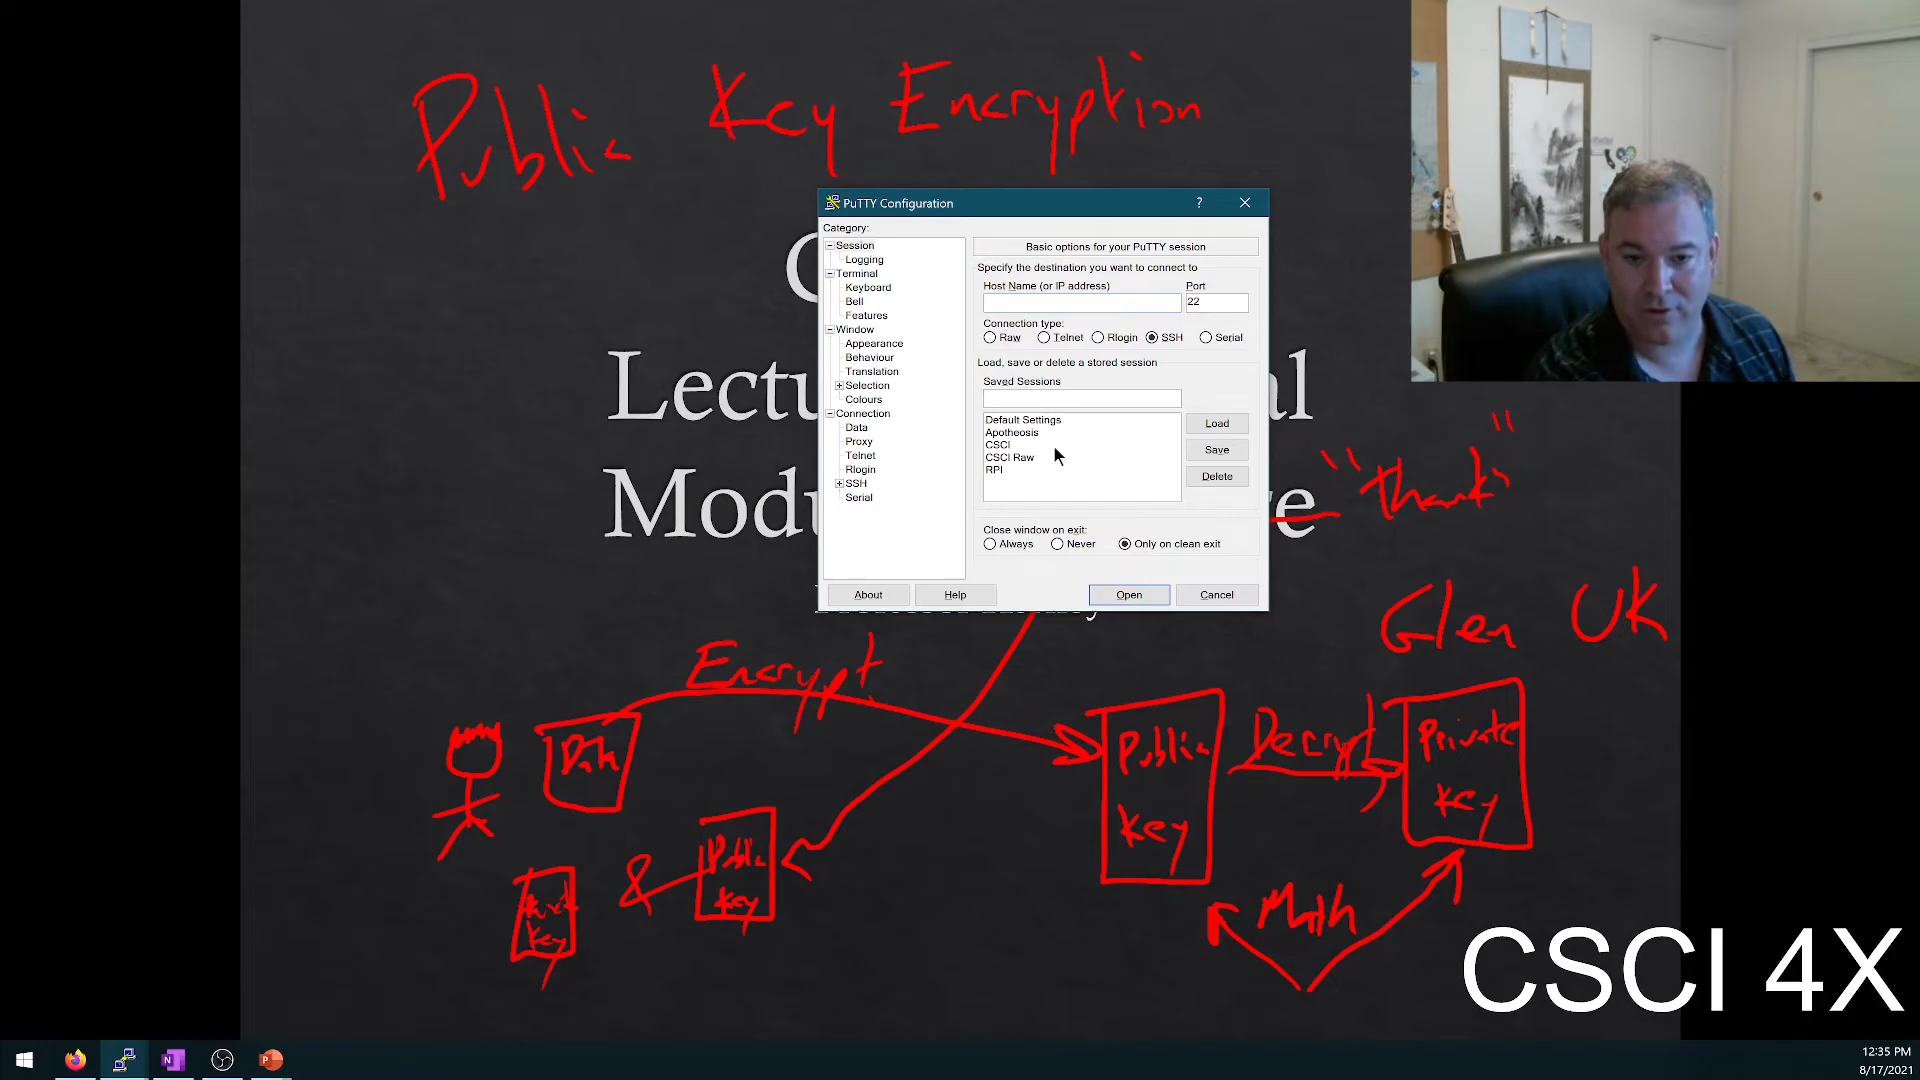 Public Key Encryption
PuTTY Configuration
?
Category:
Session
Logging
Terminal
Keyboard
Bell
Features
Window
Appearance
Behaviour
Translation
Selection
Colours
Connection
Data
Proxy
Telnet
Rlogin
SSH
Serial
Basic options for your PuTTY session
Specify the destination you want to connect to
Host Name (or IP address) Port
22
Connection type:
Raw Telnet Rlogin SSH Serial
Load, save or delete a stored session
Saved Sessions
Default Settings
Apotheosis
CSCI
CSCI Raw
RPI
Load
Save
Delete
Close window on exit:
Always Never Only on clean exit
About Help Open Cancel
"thanks"
Glen UK
Encrypt
Data
Public Key
Decrypt
Private Key
& Public Key
Key
Math
CSCI 4X
12:35 PM
8/17/2021